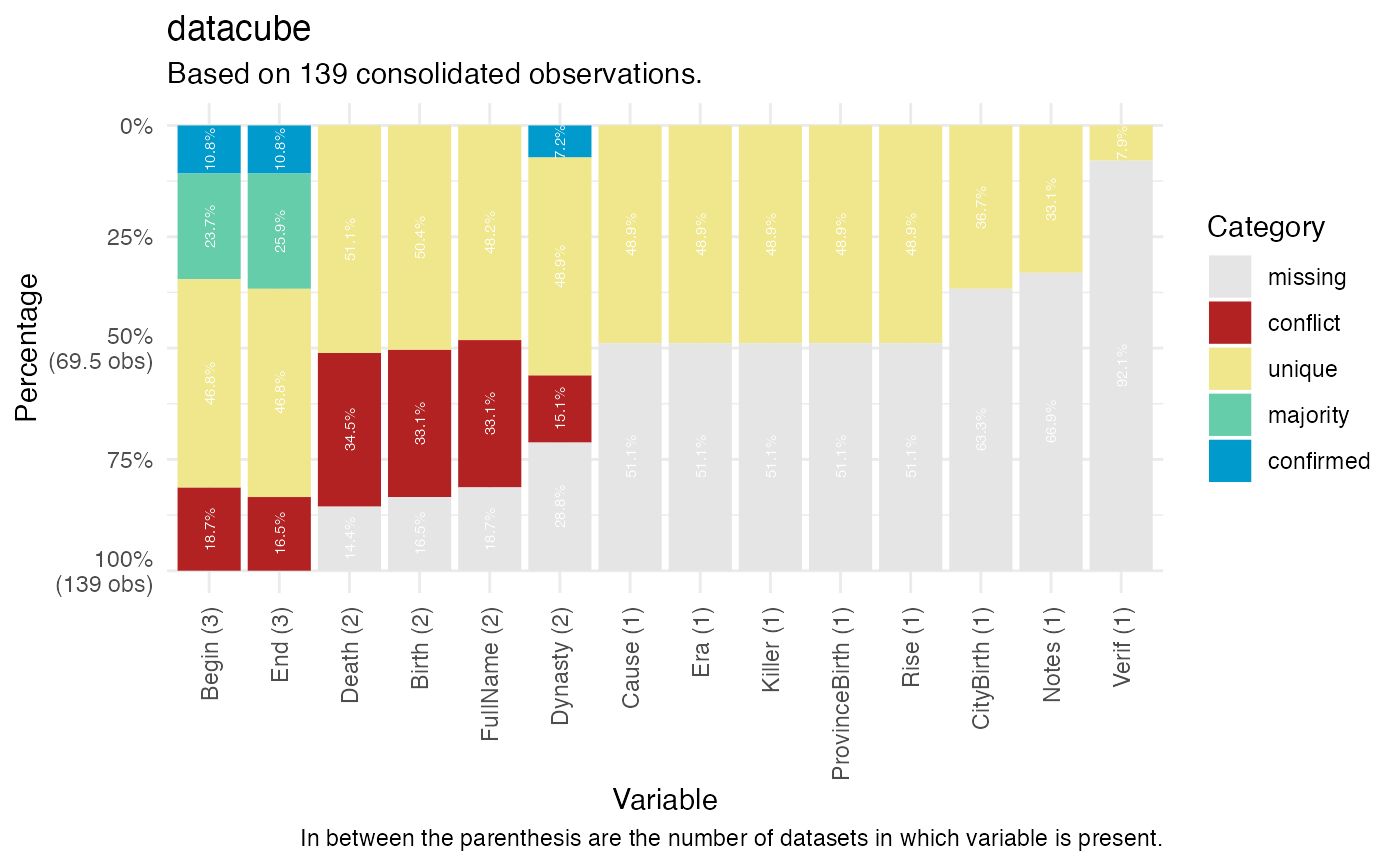 datacube
Based on 139 consolidated observations.
Percentage
0%
25%
50%
(69.5 obs)
75%
100%
(139 obs)
10.8%
23.7%
46.8%
18.7%
10.8%
25.9%
46.8%
16.5%
51.1%
34.5%
14.4%
50.4%
33.1%
16.5%
48.2%
33.1%
18.7%
7.2%
48.9%
15.1%
28.8%
48.9%
51.1%
48.9%
51.1%
48.9%
51.1%
48.9%
51.1%
48.9%
51.1%
36.7%
63.3%
33.1%
66.9%
7.9%
92.1%
Begin (3)
End (3)
Death (2)
Birth (2)
FullName (2)
Dynasty (2)
Cause (1)
Era (1)
Killer (1)
ProvinceBirth (1)
Rise (1)
CityBirth (1)
Notes (1)
Verif (1)
Variable
Category
missing
conflict
unique
majority
confirmed
In between the parenthesis are the number of datasets in which variable is present.